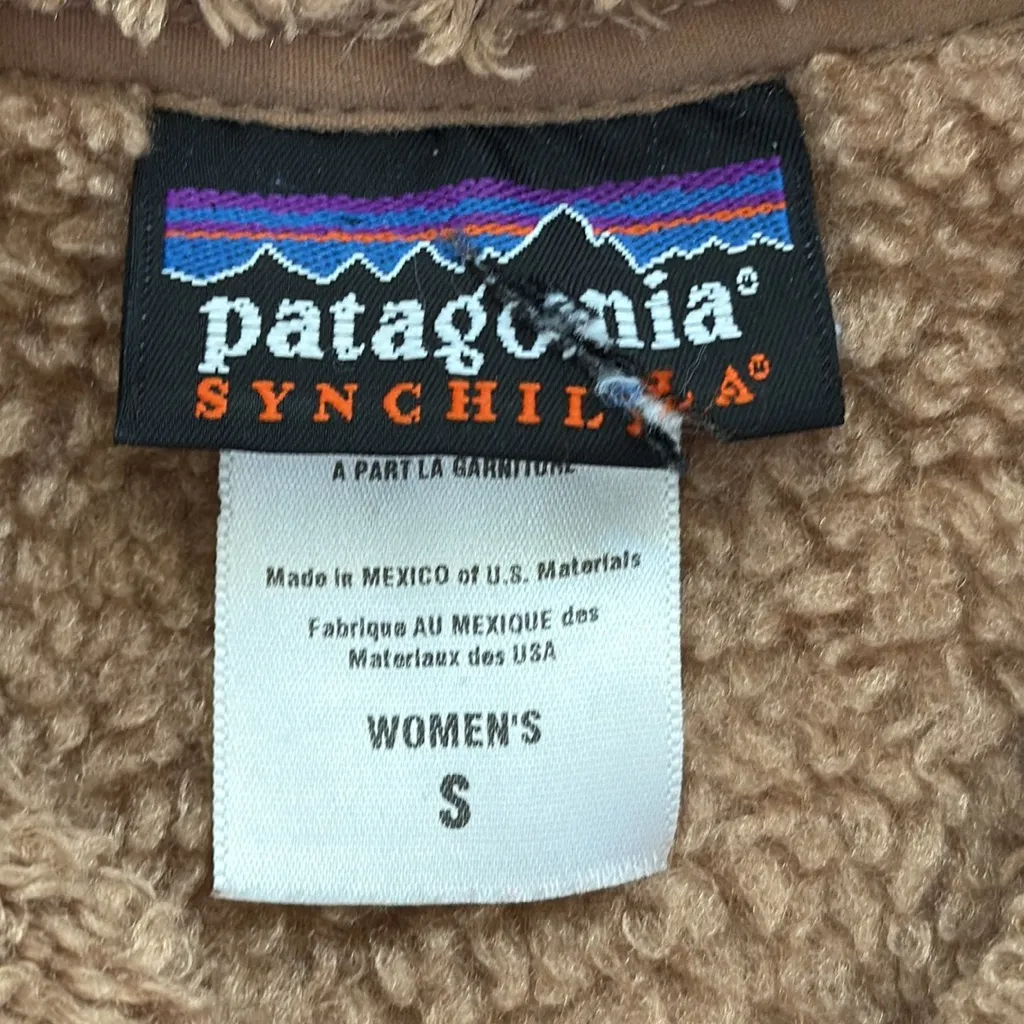 patagonia®
SYNCHILLA®
A PART LA GARNITURE
Made in MEXICO of U.S. Materials
Fabrique AU MEXIQUE des
Materiaux des USA
WOMEN'S
S